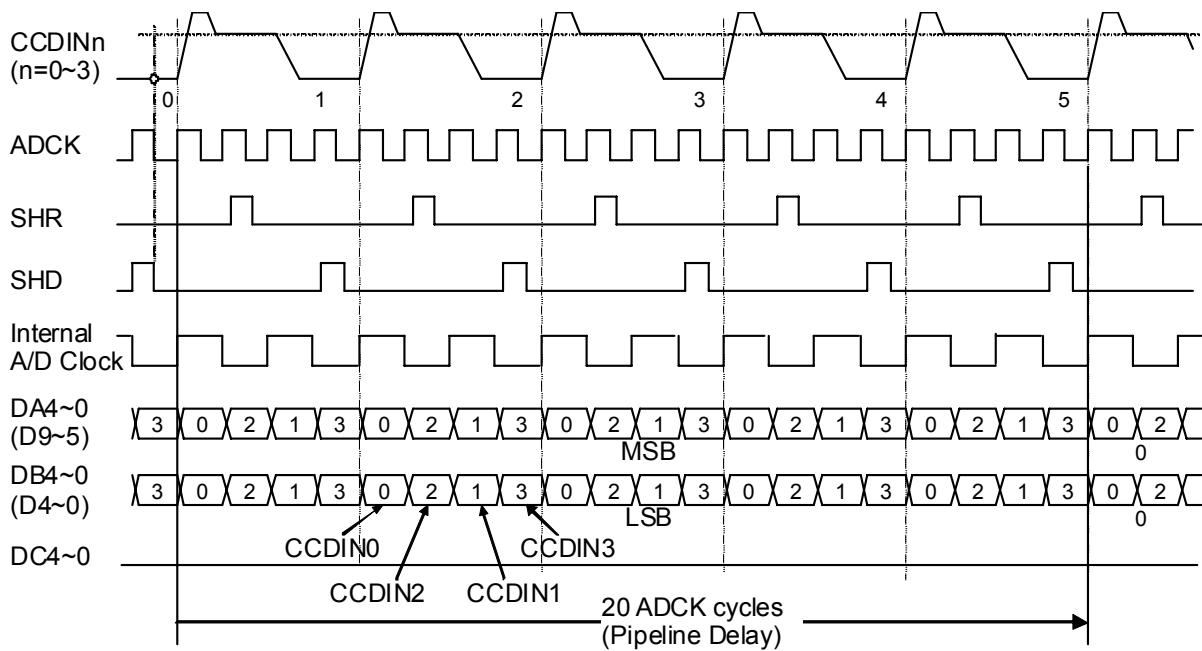 CCDINn
(n=0~3)
0 1 2 3 4 5
ADCK
SHR
SHD
Internal
A/D Clock
DA4~0
(D9~5)
3 0 2 1 3 0 2 1 3 0 2 1 3 0 2 1 3 0 2 1 3 0 2
MSB 0
DB4~0
(D4~0)
3 0 2 1 3 0 2 1 3 0 2 1 3 0 2 1 3 0 2 1 3 0 2
LSB 0
CCDIN0 CCDIN3
DC4~0
CCDIN2 CCDIN1
20 ADCK cycles
(Pipeline Delay)